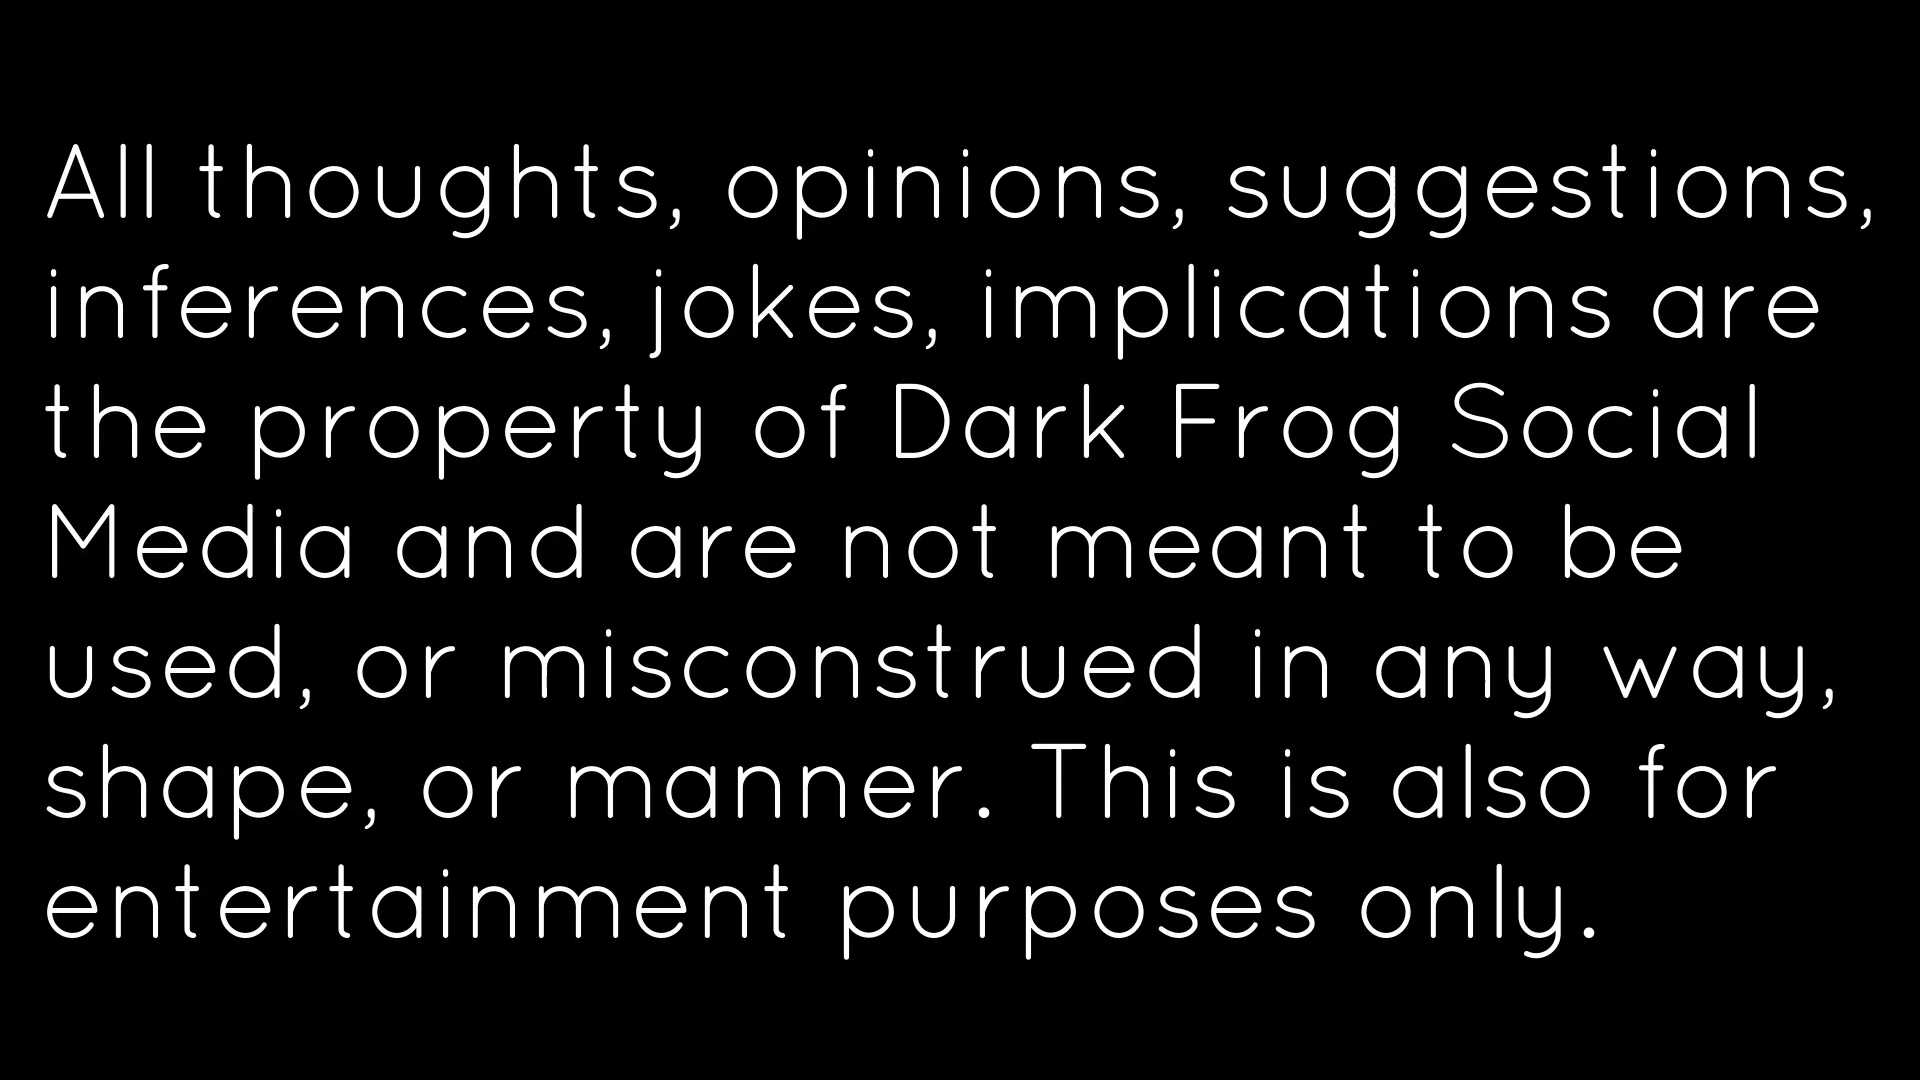 All thoughts, opinions, suggestions,
inferences, jokes, implications are
the property of Dark Frog Social
Media and are not meant to be
used, or misconstrued in any way,
shape, or manner. This is also for
entertainment purposes only.